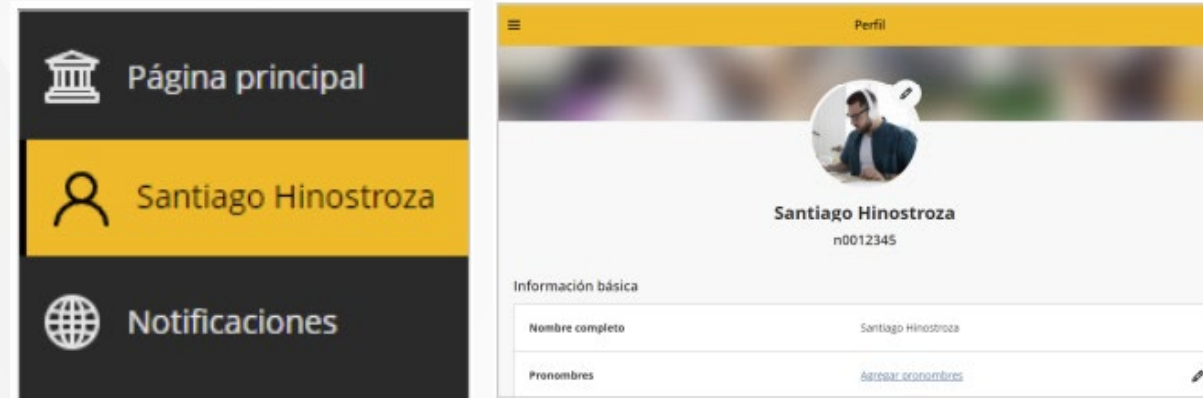 Página principal
Santiago Hinostroza
Notificaciones
Perfil
Santiago Hinostroza
n0012345
Información básica
Nombre completo Santiago Hinostroza
Pronombres Agregar pronombres